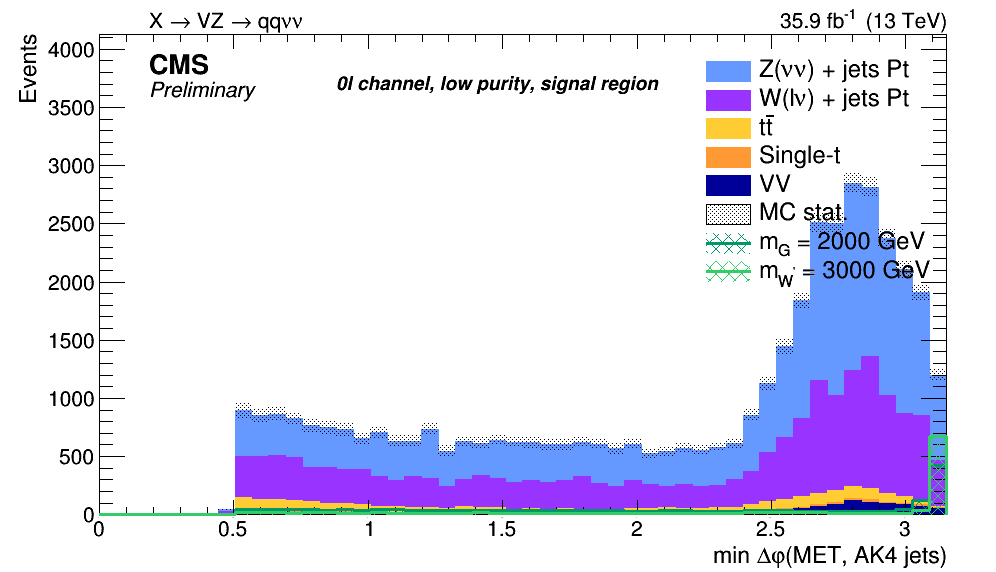 X → VZ → qqνν
35.9 fb⁻¹ (13 TeV)
Events
CMS
Preliminary
0l channel, low purity, signal region
Z(νν) + jets Pt
W(lν) + jets Pt
tt̄
Single-t
VV
MC stat.
m_G = 2000 GeV
m_W' = 3000 GeV
4000
3500
3000
2500
2000
1500
1000
500
0
0 0.5 1 1.5 2 2.5 3
min Δφ(MET, AK4 jets)